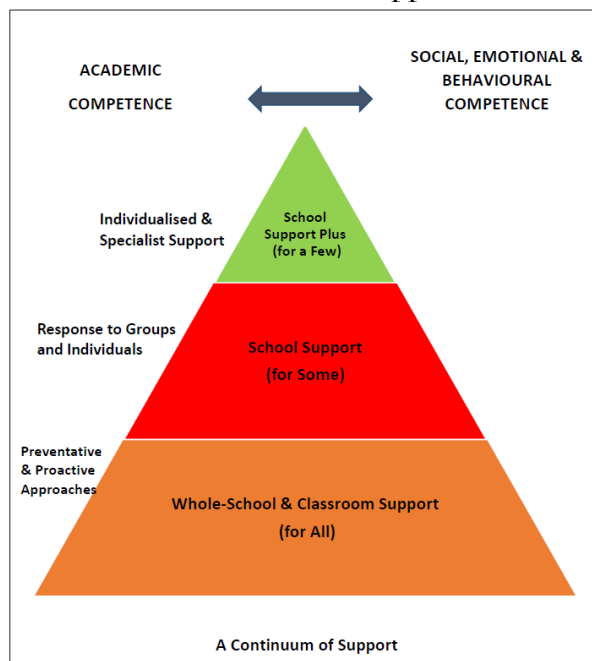 ACADEMIC
COMPETENCE
SOCIAL, EMOTIONAL &
BEHAVIOURAL
COMPETENCE
Individualised &
Specialist Support
School
Support Plus
(for a Few)
Response to Groups
and Individuals
School Support
(for Some)
Preventative
& Proactive
Approaches
Whole-School & Classroom Support
(for All)
A Continuum of Support